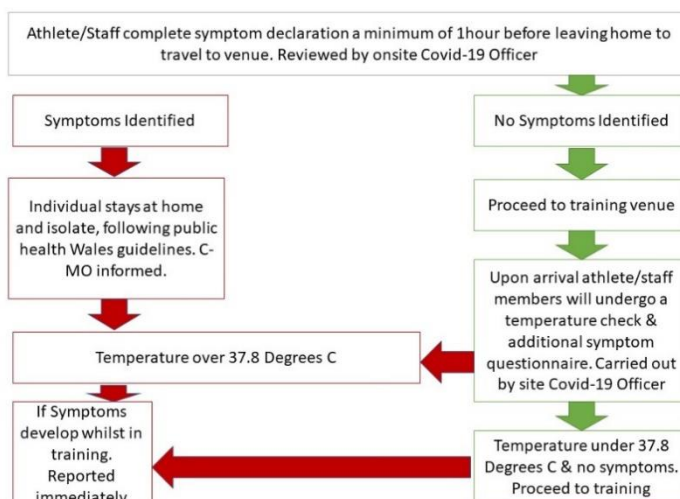 Athlete/Staff complete symptom declaration a minimum of 1hour before leaving home to
travel to venue. Reviewed by onsite Covid-19 Officer
Symptoms Identified
No Symptoms Identified
Individual stays at home
and isolate, following public
health Wales guidelines. C-
MO informed.
Proceed to training venue
Upon arrival athlete/staff
members will undergo a
temperature check &
additional symptom
questionnaire. Carried out
by site Covid-19 Officer
Temperature over 37.8 Degrees C
If Symptoms
develop whilst in
training.
Reported
immediately
Temperature under 37.8
Degrees C & no symptoms.
Proceed to training